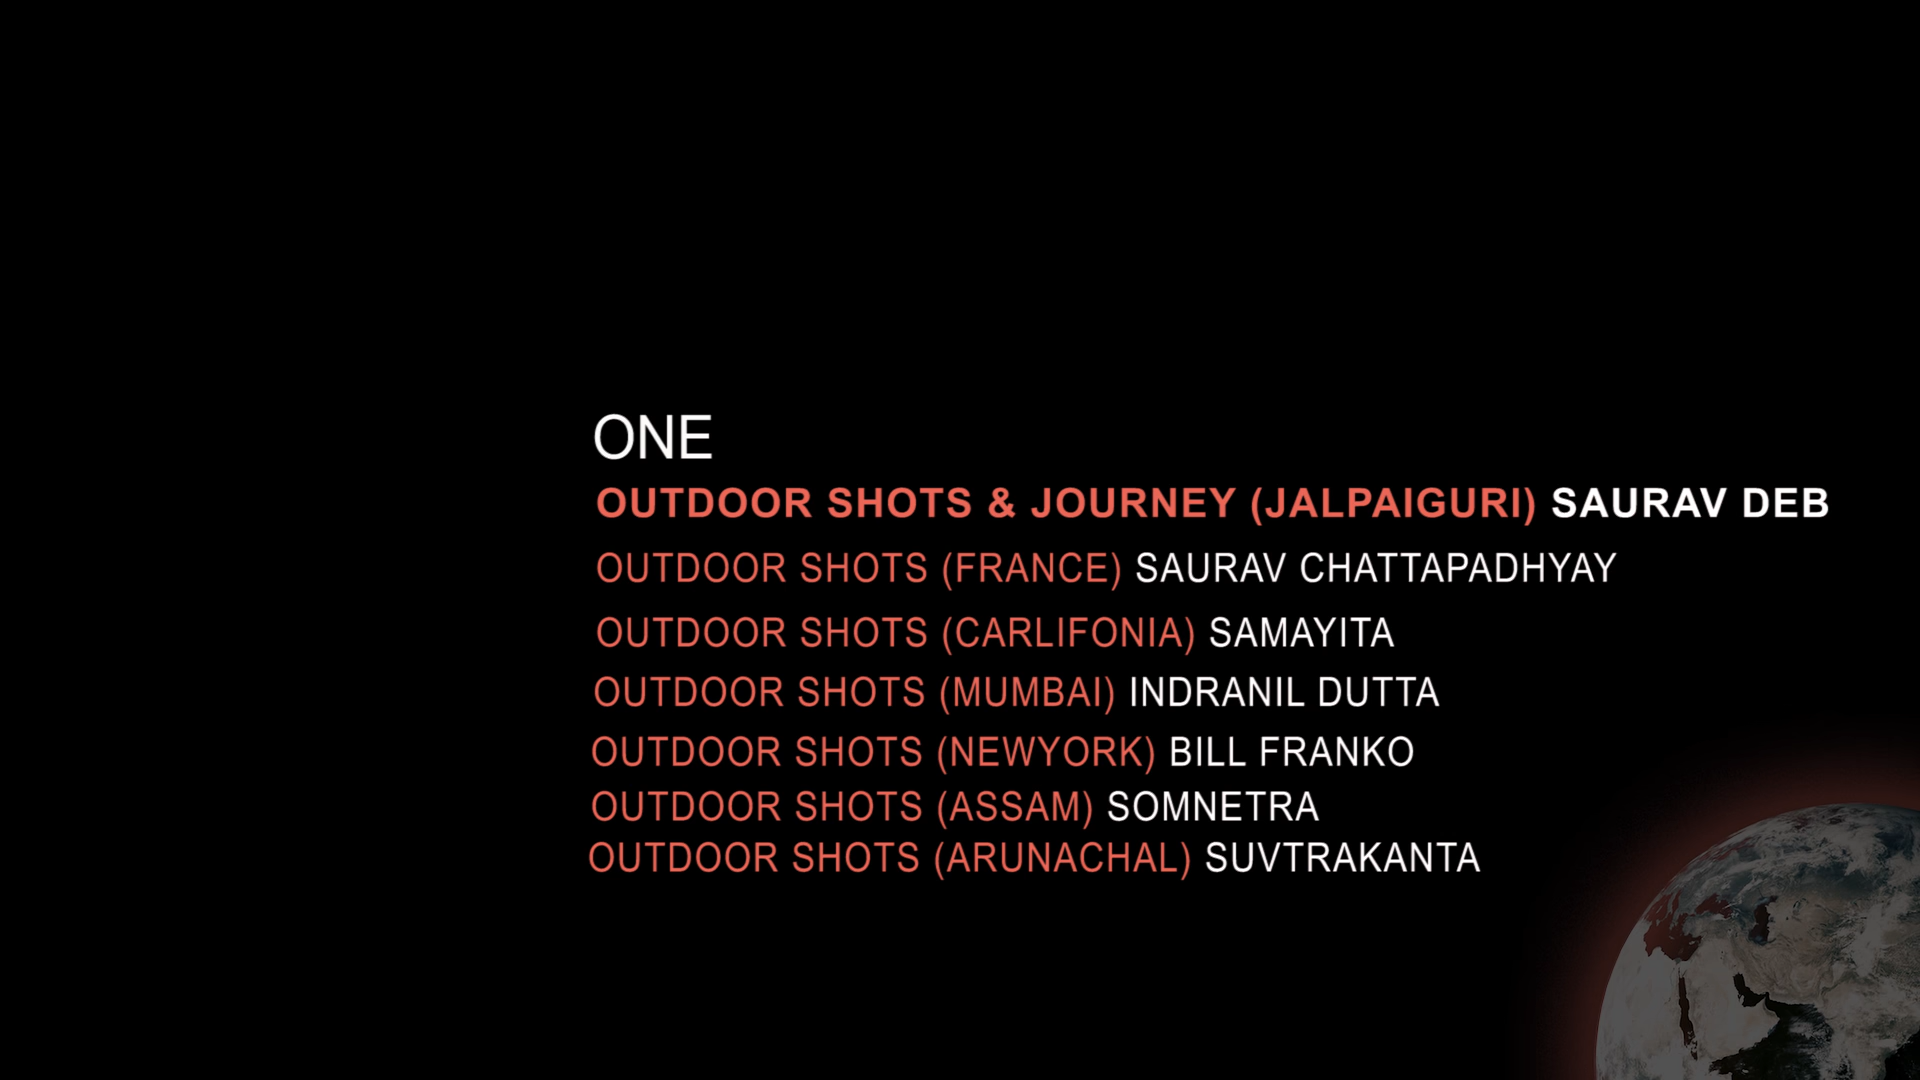 ONE
OUTDOOR SHOTS & JOURNEY (JALPAIGURI) SAURAV DEB
OUTDOOR SHOTS (FRANCE) SAURAV CHATTAPADHYAY
OUTDOOR SHOTS (CARLIFONIA) SAMAYITA
OUTDOOR SHOTS (MUMBAI) INDRANIL DUTTA
OUTDOOR SHOTS (NEWYORK) BILL FRANKO
OUTDOOR SHOTS (ASSAM) SOMNETRA
OUTDOOR SHOTS (ARUNACHAL) SUVTRAKANTA